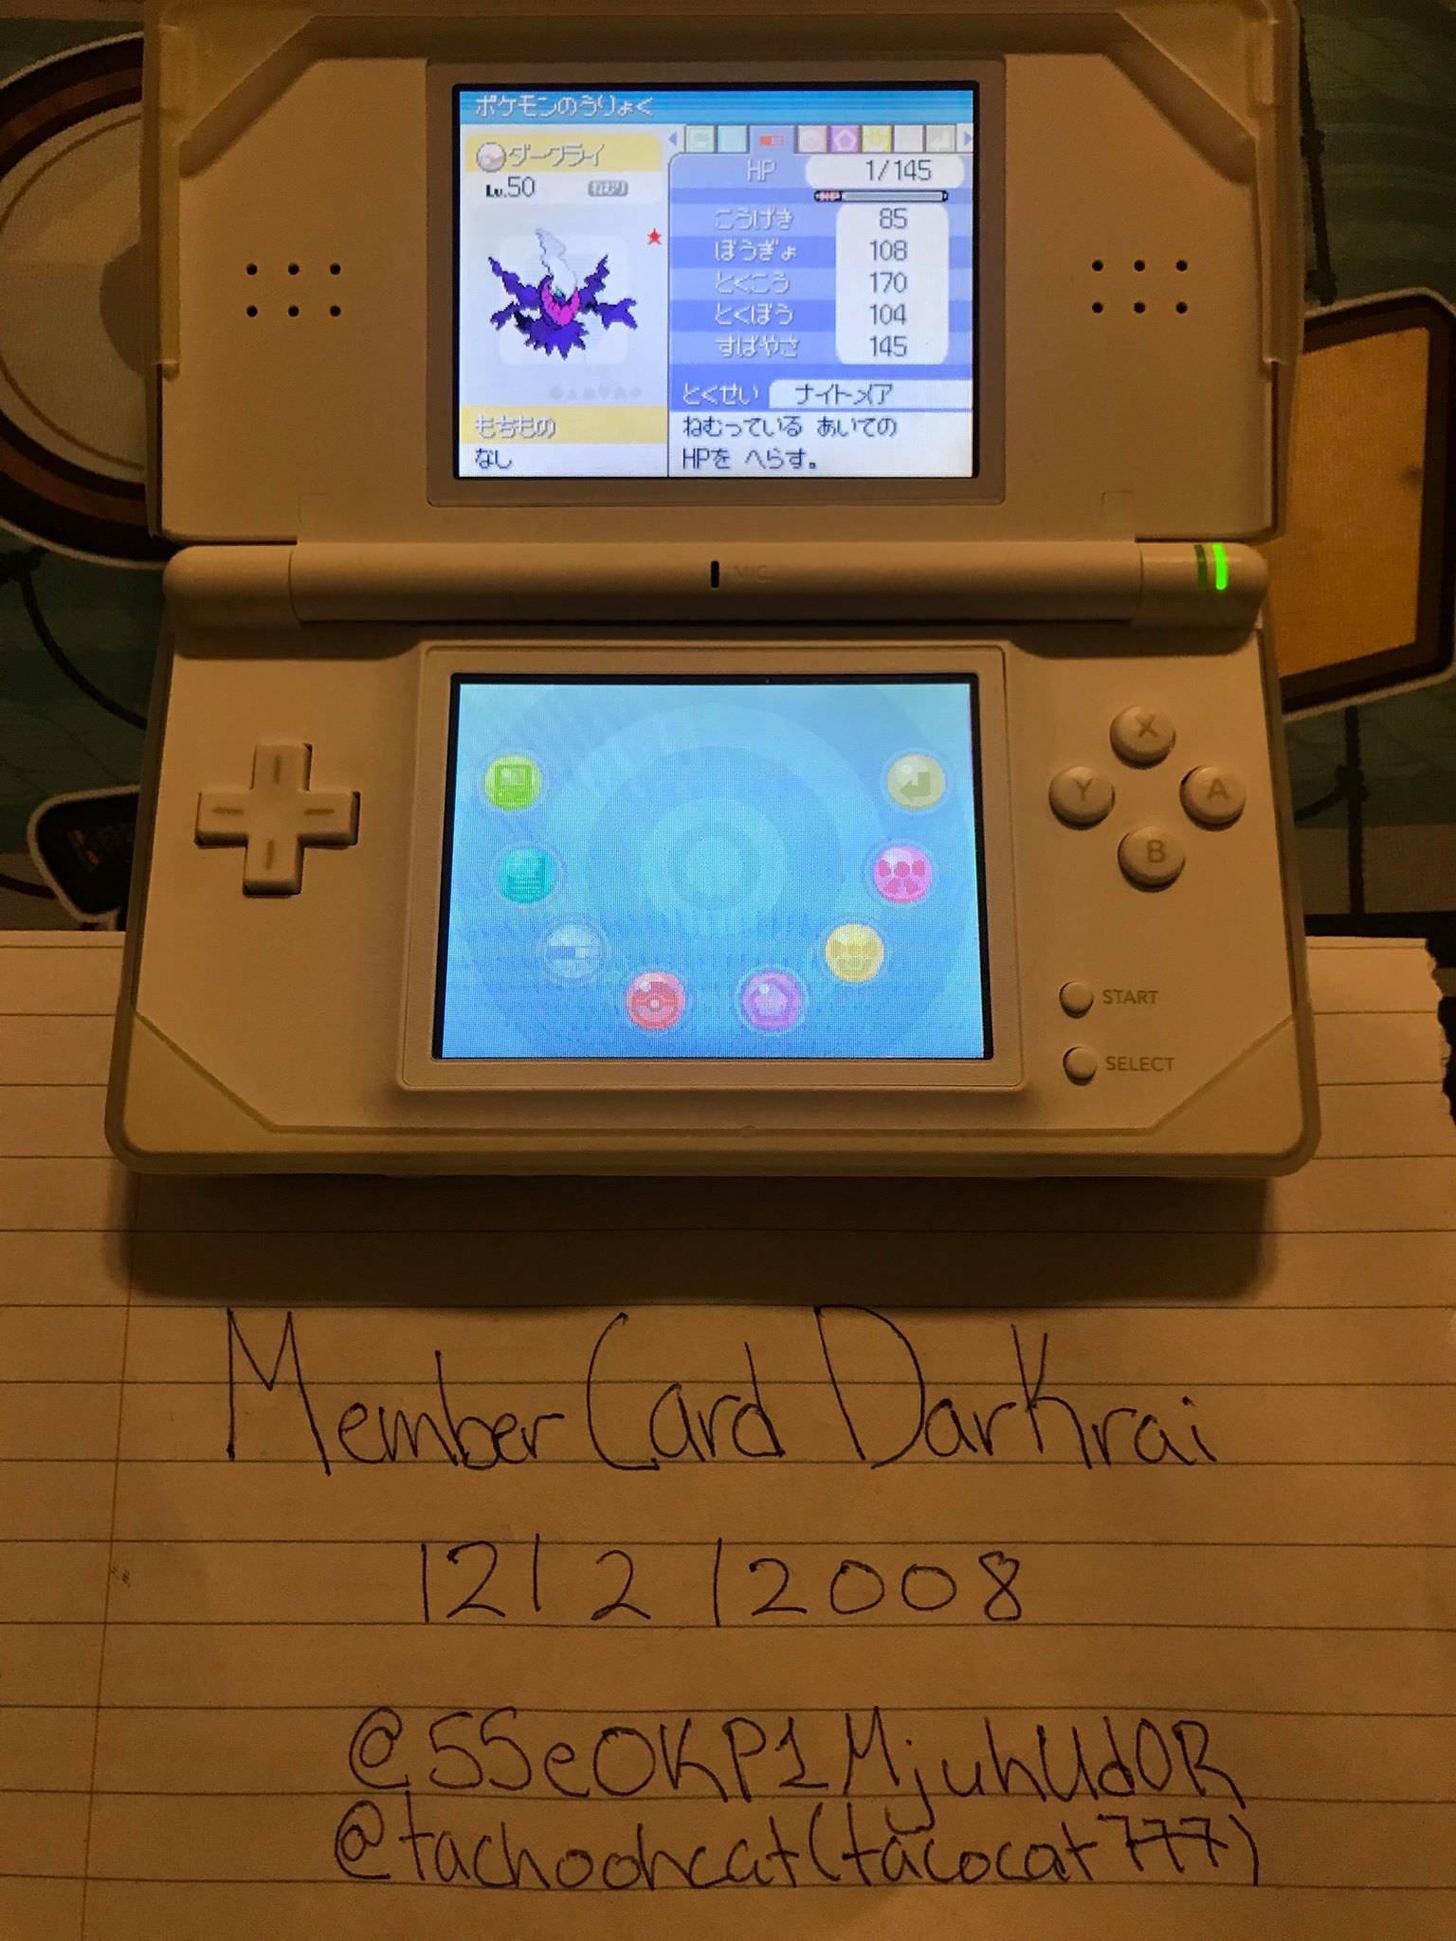 ポケモンのうりょく
ダークライ
Lv.50
HP 1/145
こうげき 85
ぼうぎょ 108
とくこう 170
とくぼう 104
すばやさ 145
とくせい ナイトメア
ねむっている あいての
HPを へらす。
もちもの
なし
MIC
X
Y
A
B
START
SELECT
Member Card Darkrai
12/2/2008
@5SeOKP1MjuhUdOR
@tachoohcat(tacocat777)